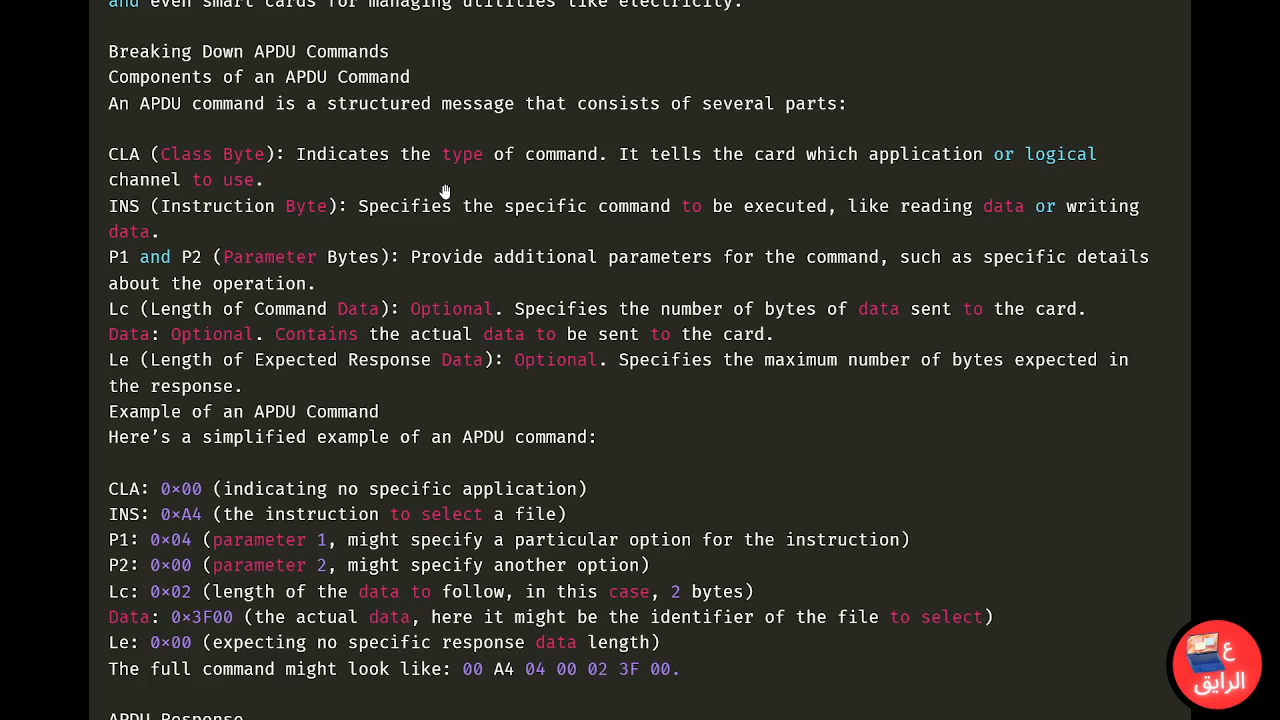 and even smart cards for managing utilities like electricity.
Breaking Down APDU Commands
Components of an APDU Command
An APDU command is a structured message that consists of several parts:
CLA (Class Byte): Indicates the type of command. It tells the card which application or logical
channel to use.
INS (Instruction Byte): Specifies the specific command to be executed, like reading data or writing
data.
P1 and P2 (Parameter Bytes): Provide additional parameters for the command, such as specific details
about the operation.
Lc (Length of Command Data): Optional. Specifies the number of bytes of data sent to the card.
Data: Optional. Contains the actual data to be sent to the card.
Le (Length of Expected Response Data): Optional. Specifies the maximum number of bytes expected in
the response.
Example of an APDU Command
Here’s a simplified example of an APDU command:
CLA: 0×00 (indicating no specific application)
INS: 0×A4 (the instruction to select a file)
P1: 0×04 (parameter 1, might specify a particular option for the instruction)
P2: 0×00 (parameter 2, might specify another option)
Lc: 0×02 (length of the data to follow, in this case, 2 bytes)
Data: 0×3F00 (the actual data, here it might be the identifier of the file to select)
Le: 0×00 (expecting no specific response data length)
The full command might look like: 00 A4 04 00 02 3F 00.
APDU Response
ع
الرايق